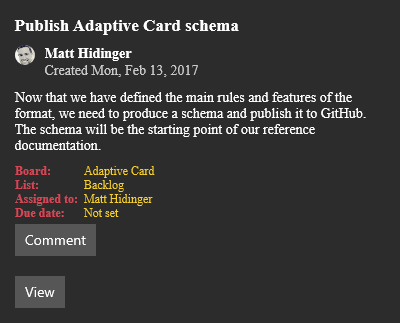 Publish Adaptive Card schema
Matt Hidinger
Created Mon, Feb 13, 2017
Now that we have defined the main rules and features of the
format, we need to produce a schema and publish it to GitHub.
The schema will be the starting point of our reference
documentation.
Board: Adaptive Card
List: Backlog
Assigned to: Matt Hidinger
Due date: Not set
Comment
View